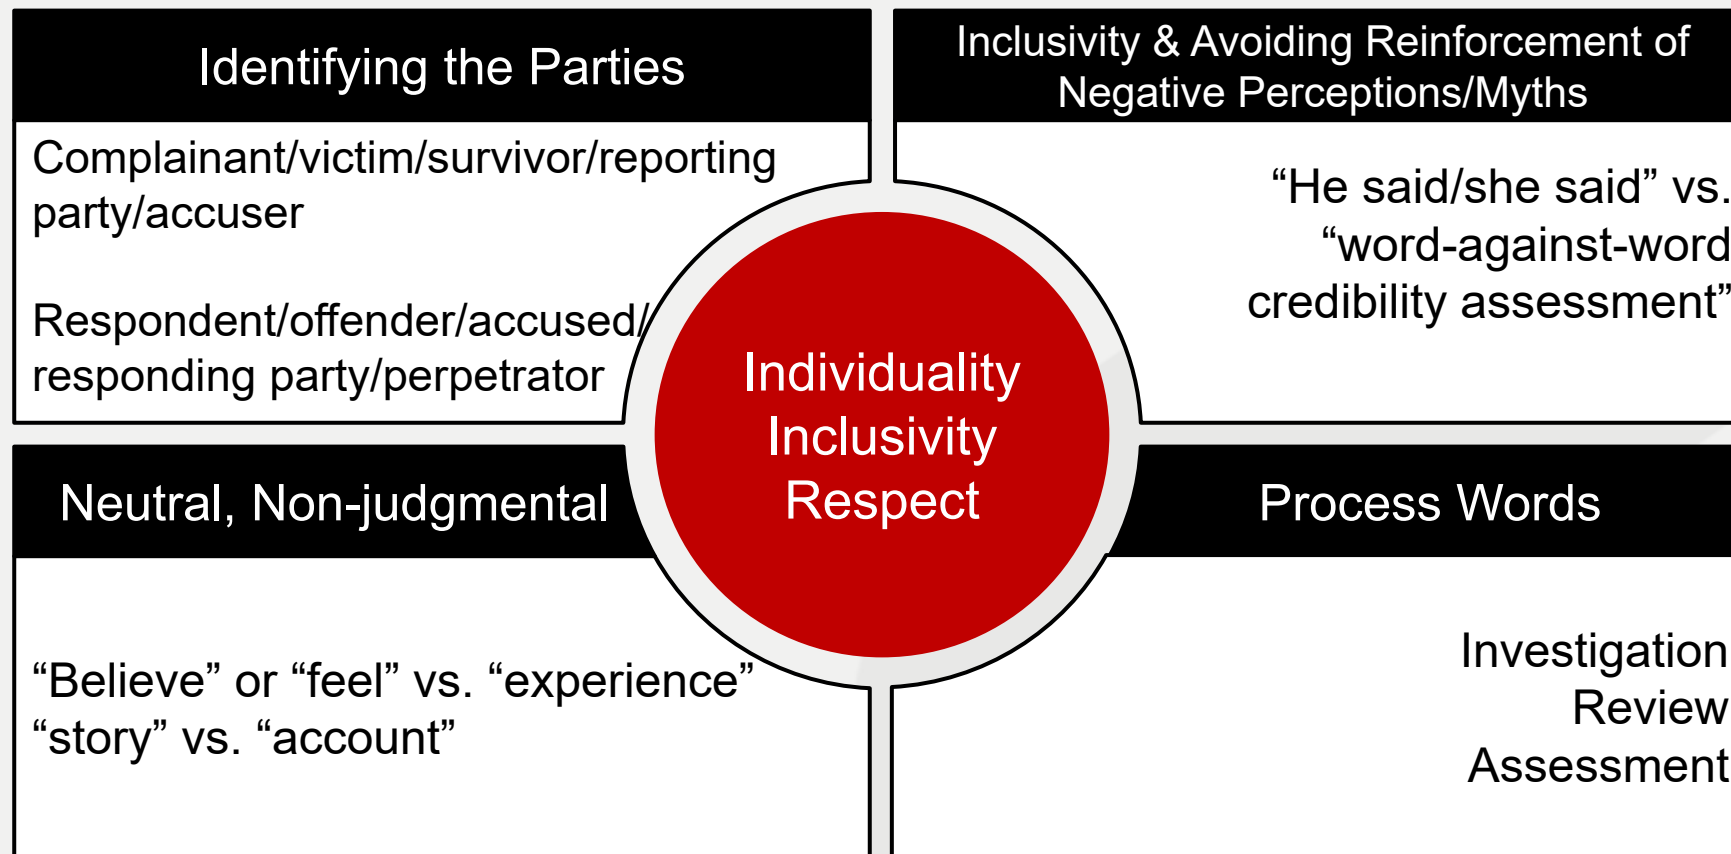 Identifying the Parties
Complainant/victim/survivor/reporting
party/accuser
Respondent/offender/accused/
responding party/perpetrator
Inclusivity & Avoiding Reinforcement of
Negative Perceptions/Myths
“He said/she said” vs.
“word-against-word
credibility assessment”
Individuality
Inclusivity
Respect
Neutral, Non-judgmental
“Believe” or “feel” vs. “experience”
“story” vs. “account”
Process Words
Investigation
Review
Assessment